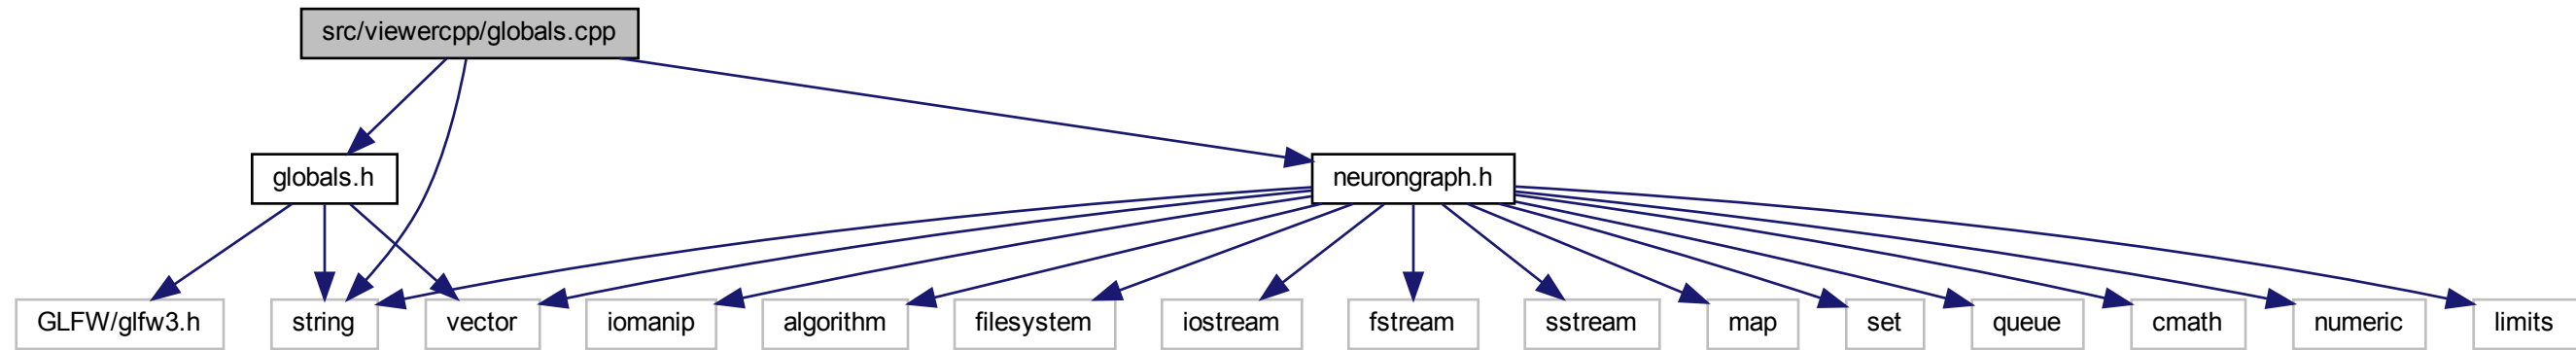 src/viewercpp/globals.cpp
globals.h
neurongraph.h
GLFW/glfw3.h
string
vector
iomanip
algorithm
filesystem
iostream
fstream
sstream
map
set
queue
cmath
numeric
limits